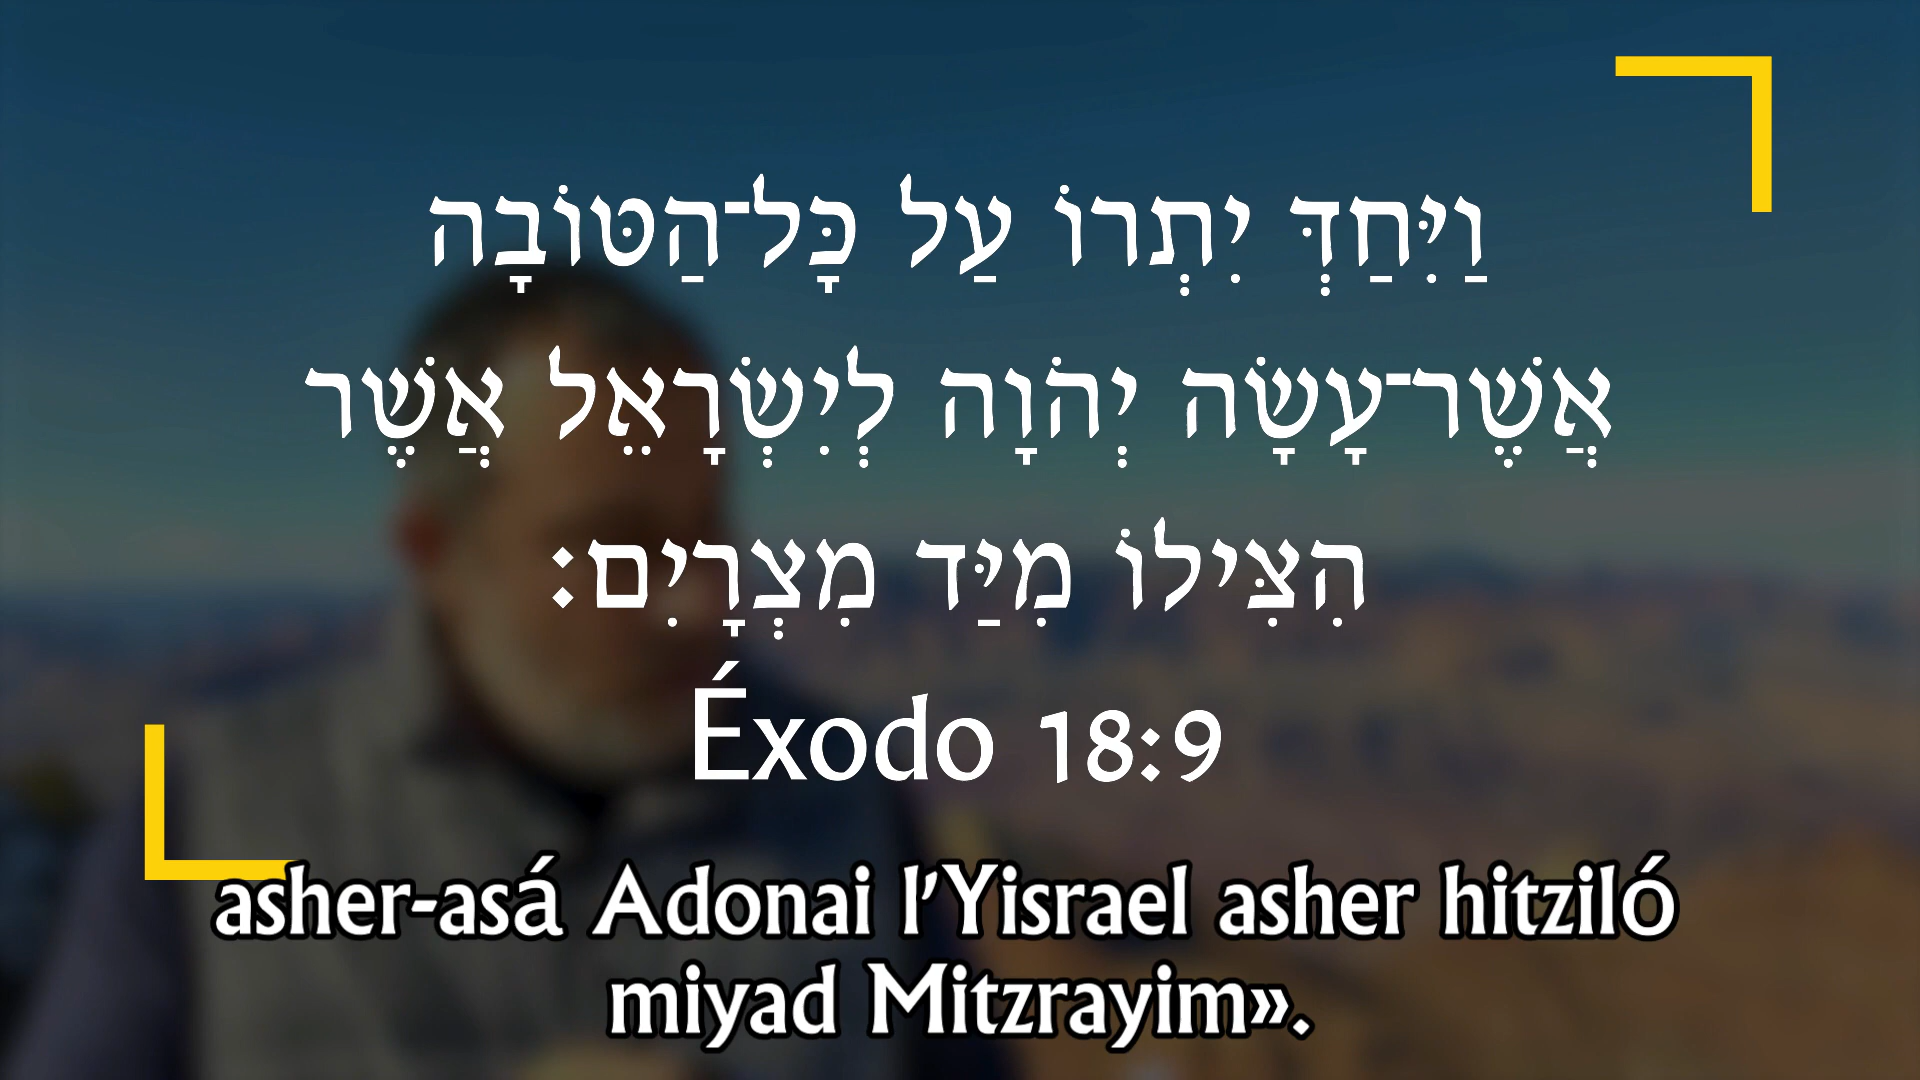 וַיִּחַדְּ יִתְרוֹ עַל כָּל־הַטּוֹבָה
אֲשֶׁר־עָשָׂה יְהֹוָה לְיִשְׂרָאֵל אֲשֶׁר
הִצִּילוֹ מִיַּד מִצְרָיִם׃
Éxodo 18:9
asher-asá Adonai l’Yisrael asher hitziló
miyad Mitzrayim».